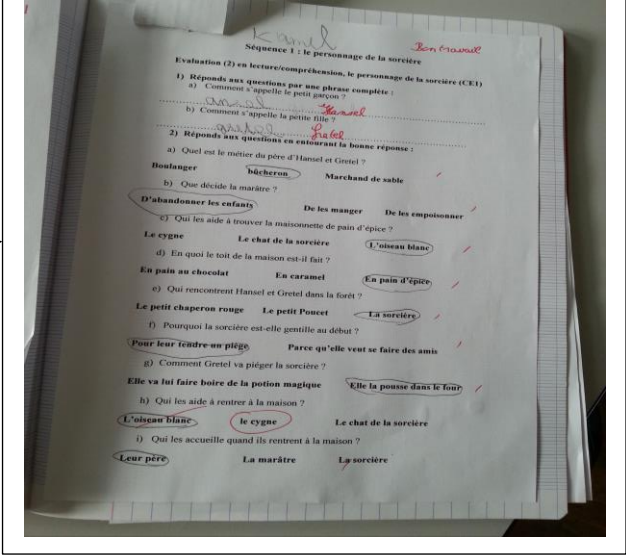 Kamel
Bon travail
Séquence 1 : le personnage de la sorcière
Evaluation (2) en lecture/compréhension, le personnage de la sorcière (CE1)
1) Réponds aux questions par une phrase complète :
a) Comment s'appelle le petit garçon ?
ansel Hansel
b) Comment s'appelle la petite fille ?
gretel Gretel
2) Réponds aux questions en entourant la bonne réponse :
a) Quel est le métier du père d'Hansel et Gretel ?
Boulanger bûcheron Marchand de sable
b) Que décide la marâtre ?
D'abandonner les enfants De les manger De les empoisonner
c) Qui les aide à trouver la maisonnette de pain d'épice ?
Le cygne Le chat de la sorcière L'oiseau blanc
d) En quoi le toit de la maison est-il fait ?
En pain au chocolat En caramel En pain d'épice
e) Qui rencontrent Hansel et Gretel dans la forêt ?
Le petit chaperon rouge Le petit Poucet La sorcière
f) Pourquoi la sorcière est-elle gentille au début ?
Pour leur tendre un piège Parce qu'elle veut se faire des amis
g) Comment Gretel va piéger la sorcière ?
Elle va lui faire boire de la potion magique Elle la pousse dans le four
h) Qui les aide à rentrer à la maison ?
L'oiseau blanc le cygne Le chat de la sorcière
i) Qui les accueille quand ils rentrent à la maison ?
Leur père La marâtre La sorcière